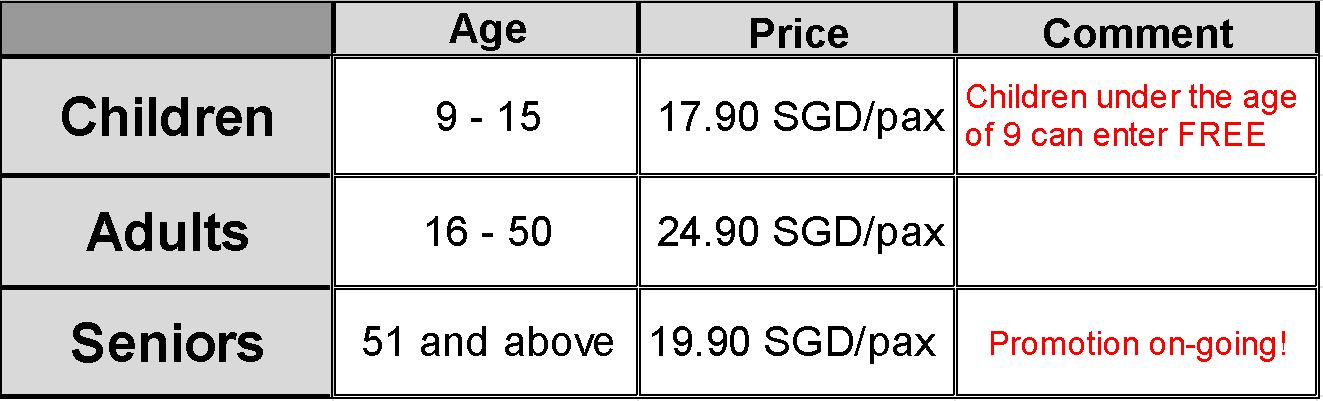 Age Price Comment
Children 9 - 15 17.90 SGD/pax Children under the age
of 9 can enter FREE
Adults 16 - 50 24.90 SGD/pax
Seniors 51 and above 19.90 SGD/pax Promotion on-going!